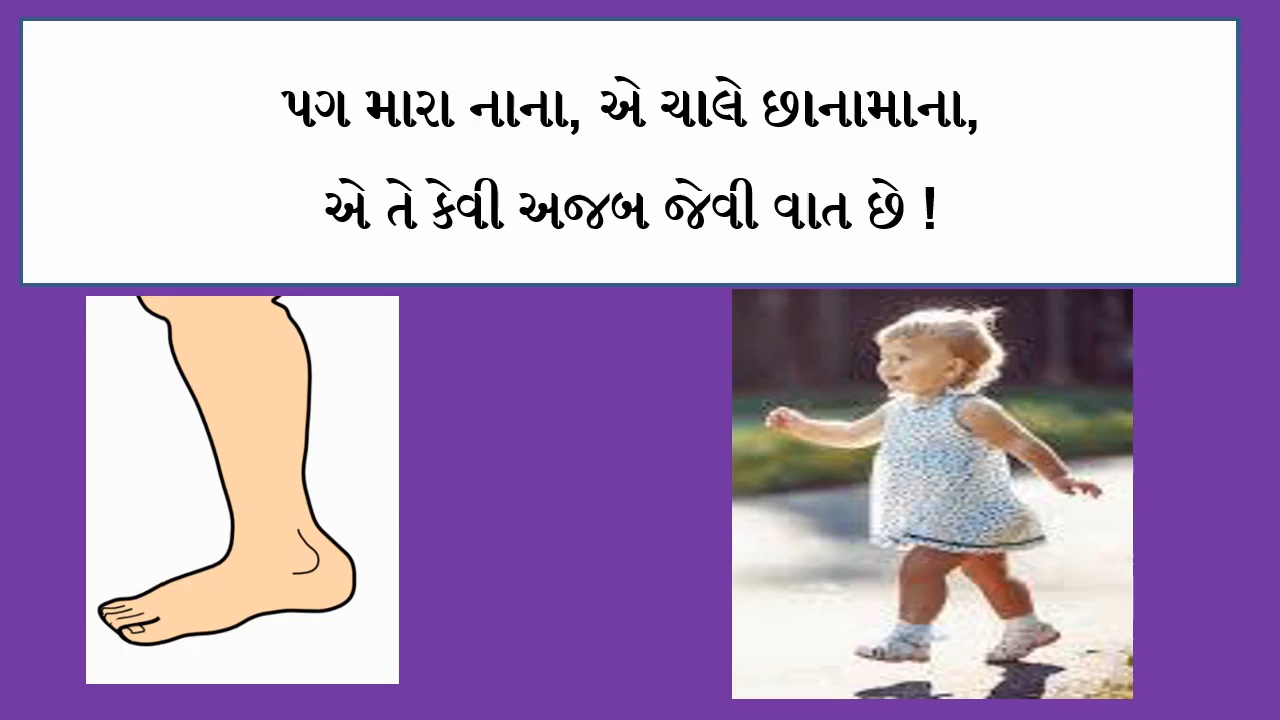 પગ મારા નાના, એ ચાલે છાનામાના,
એ તે કેવી અજબ જેવી વાત છે !